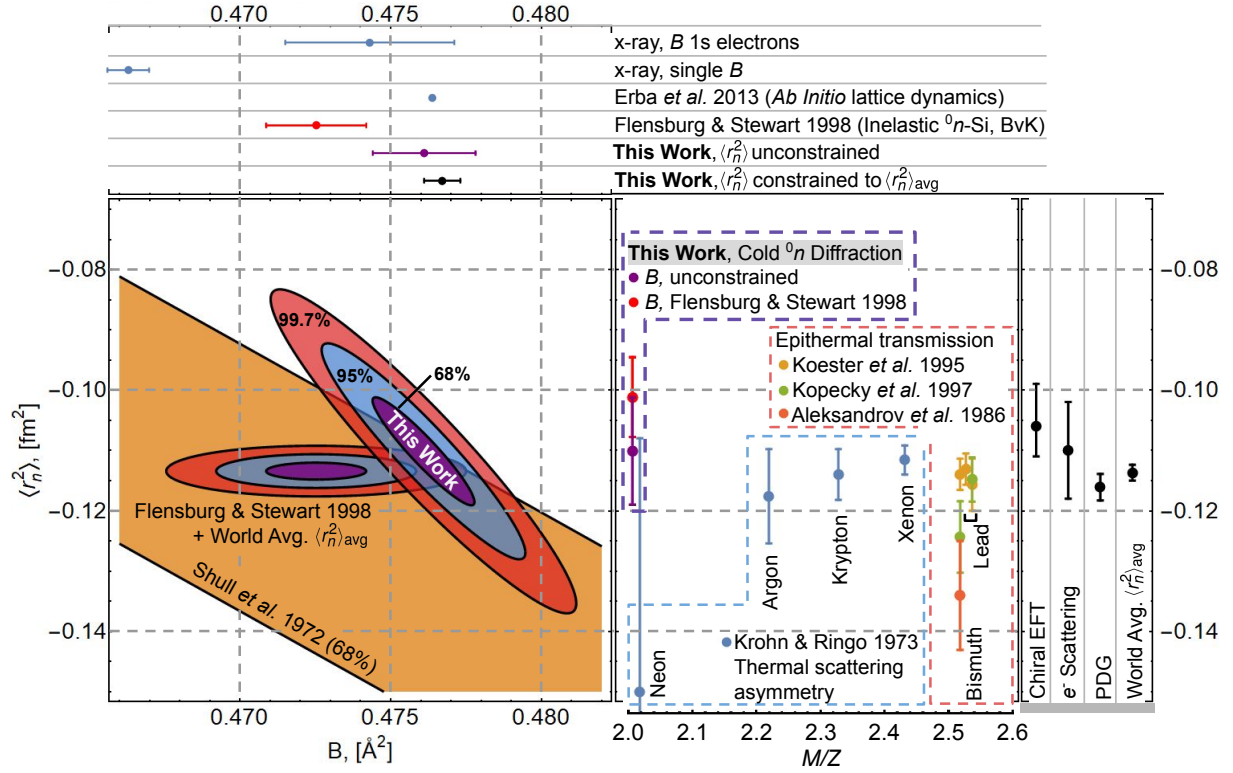 0.470 0.475 0.480
x-ray, B 1s electrons
x-ray, single B
Erba et al. 2013 (Ab Initio lattice dynamics)
Flensburg & Stewart 1998 (Inelastic ⁰n-Si, BvK)
This Work, ⟨rₙ²⟩ unconstrained
This Work, ⟨rₙ²⟩ constrained to ⟨rₙ²⟩avg
⟨rₙ²⟩, [fm²]
−0.08
−0.10
−0.12
−0.14
99.7%
95%
68%
This Work
Flensburg & Stewart 1998
+ World Avg. ⟨rₙ²⟩avg
Shull et al. 1972 (68%)
0.470 0.475 0.480
B, [Å²]
This Work, Cold ⁰n Diffraction
B, unconstrained
B, Flensburg & Stewart 1998
Epithermal transmission
Koester et al. 1995
Kopecky et al. 1997
Aleksandrov et al. 1986
Neon
Argon
Krypton
Xenon
Bismuth
Lead
Krohn & Ringo 1973
Thermal scattering
asymmetry
2.0 2.1 2.2 2.3 2.4 2.5 2.6
M/Z
Chiral EFT
e⁻ Scattering
PDG
World Avg. ⟨rₙ²⟩avg
−0.08
−0.10
−0.12
−0.14